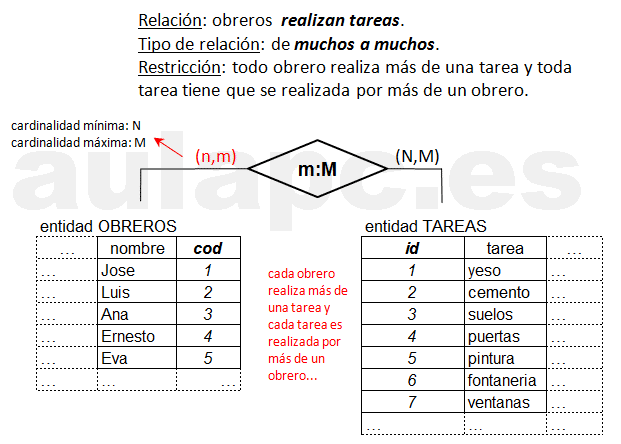 Relación: obreros realizan tareas.
Tipo de relación: de muchos a muchos.
Restricción: todo obrero realiza más de una tarea y toda
tarea tiene que se realizada por más de un obrero.
cardinalidad mínima: N
cardinalidad máxima: M
(n,m)
m:M
(N,M)
aulapc.es
entidad OBREROS
... nombre cod
... Jose 1
... Luis 2
... Ana 3
... Ernesto 4
... Eva 5
... ... ...
cada obrero
realiza más de
una tarea y
cada tarea es
realizada por
más de un
obrero...
entidad TAREAS
id tarea ...
1 yeso ...
2 cemento ...
3 suelos ...
4 puertas ...
5 pintura ...
6 fontaneria ...
7 ventanas ...
... ... ...